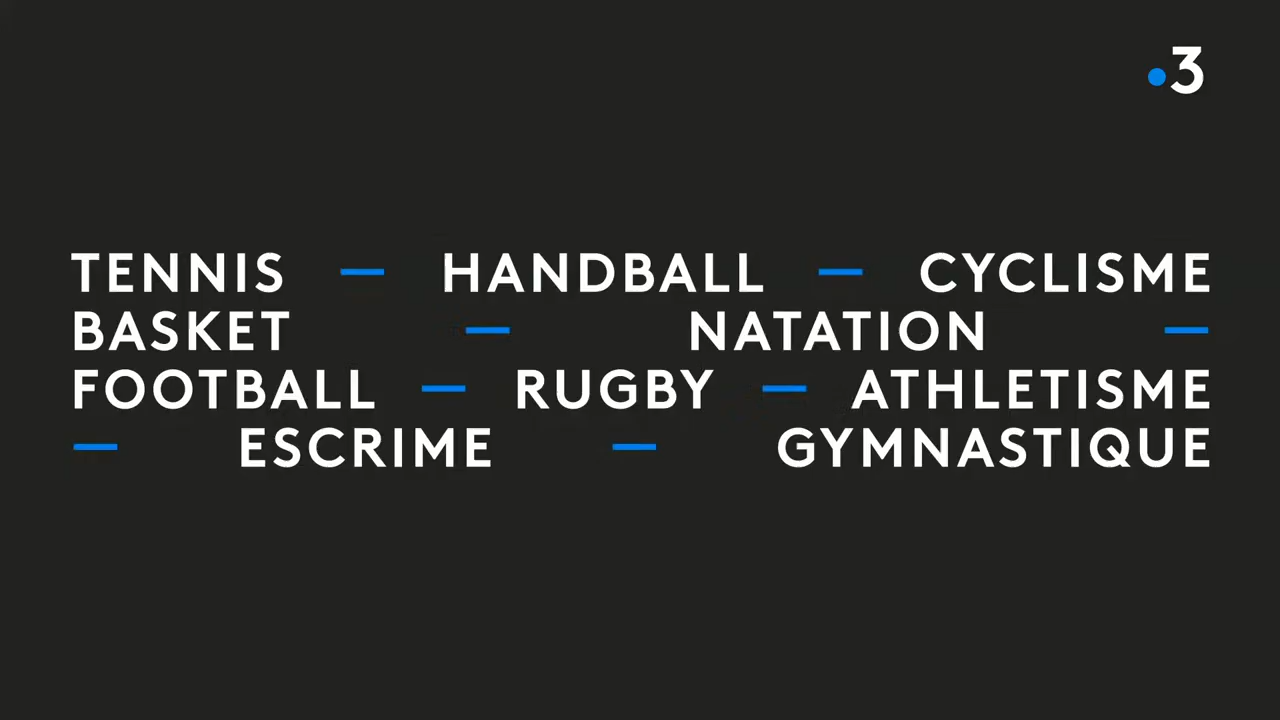 3
TENNIS — HANDBALL — CYCLISME
BASKET — NATATION —
FOOTBALL — RUGBY — ATHLETISME
— ESCRIME — GYMNASTIQUE